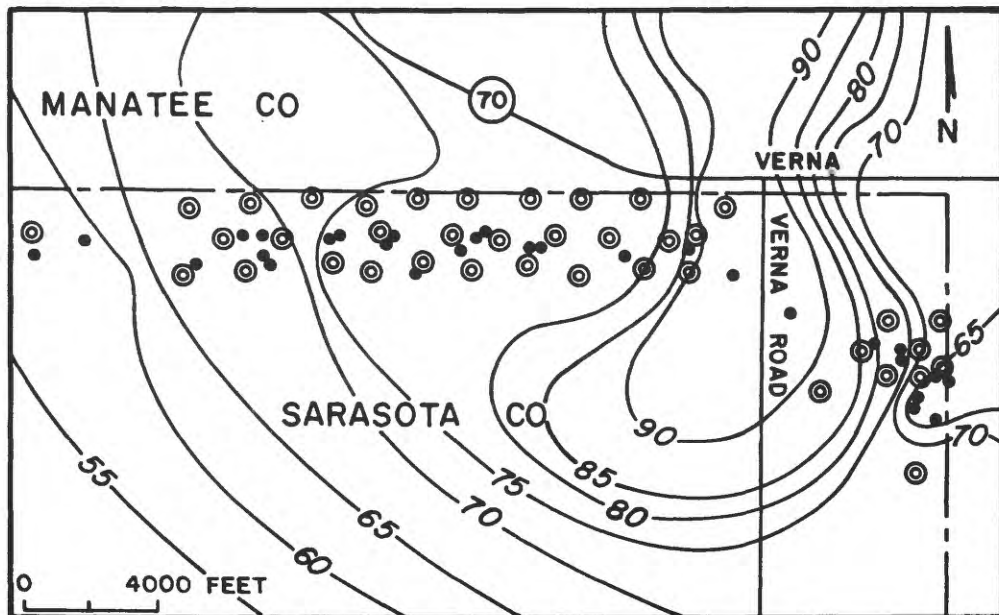 90
80
70
MANATEE CO
70
N
VERNA
VERNA ROAD
65
SARASOTA CO
90
70
85
80
75
70
65
60
55
0 4000 FEET